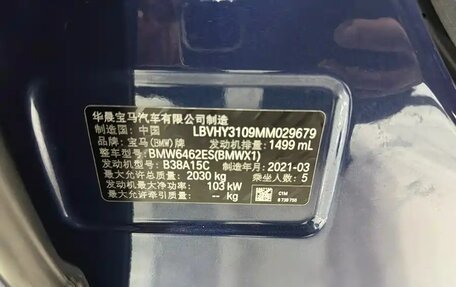 华晨宝马汽车有限公司制造
制造国: 中国 LBVHY3109MM029679
品牌: 宝马(BMW)牌 发动机排量: 1499 mL
整车型号: BMW6462ES(BMWX1)
发动机型号: B38A15C 制造年月: 2021-03
最大允许总质量: 2030 kg 乘坐人数: 5
发动机最大净功率: 103 kW
最大允许牵引质量: -- kg